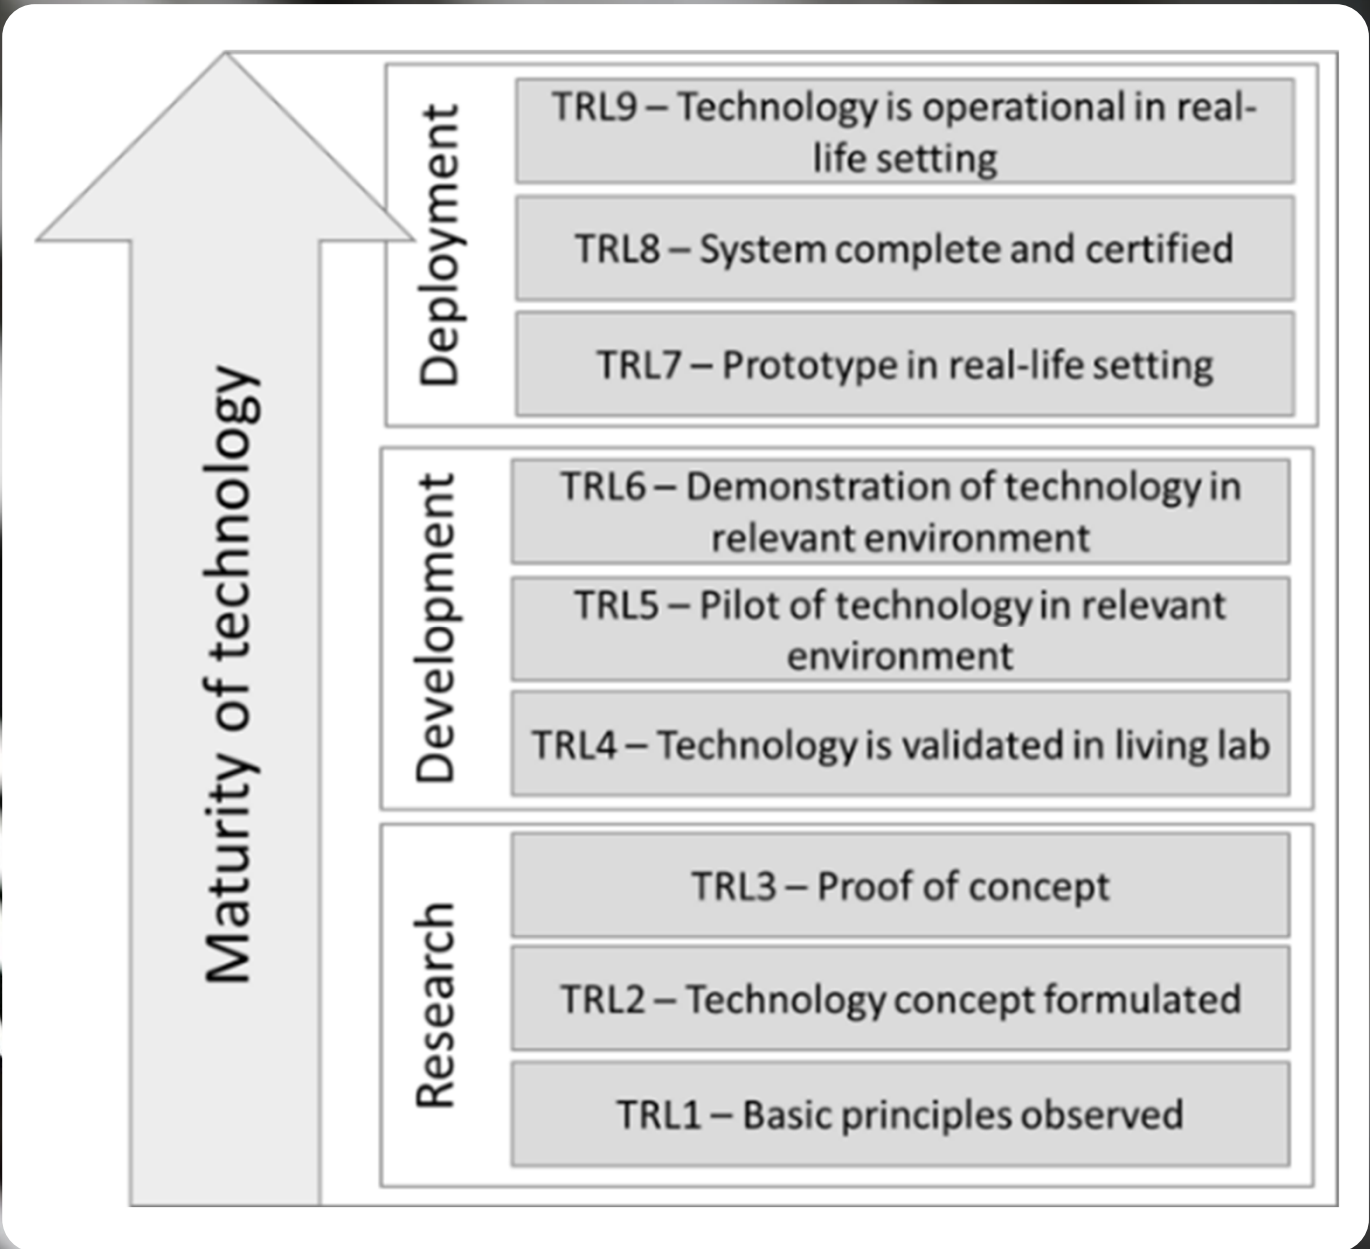 Maturity of technology
Deployment
TRL9 – Technology is operational in real-
life setting
TRL8 – System complete and certified
TRL7 – Prototype in real-life setting
Development
TRL6 – Demonstration of technology in
relevant environment
TRL5 – Pilot of technology in relevant
environment
TRL4 – Technology is validated in living lab
Research
TRL3 – Proof of concept
TRL2 – Technology concept formulated
TRL1 – Basic principles observed